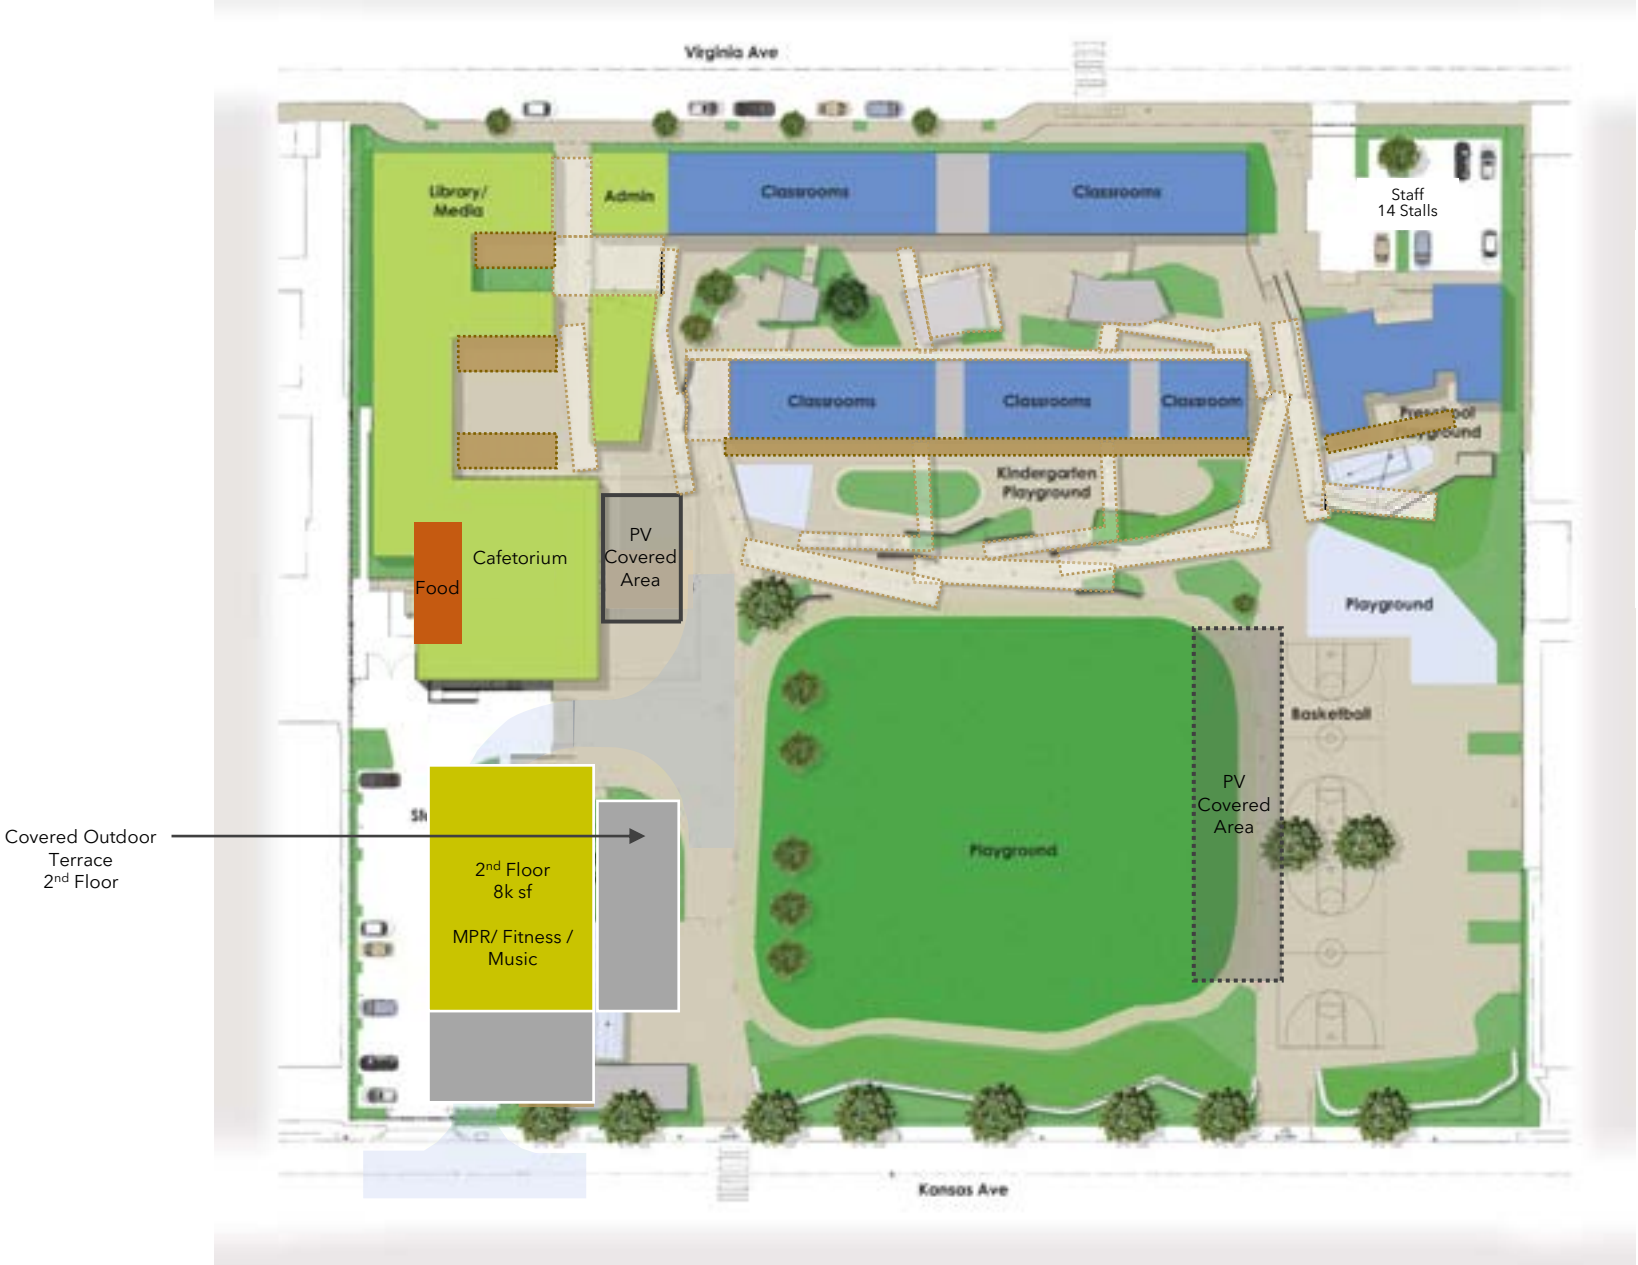 Virginia Ave
Library/
Media
Admin
Classrooms
Classrooms
Staff
14 Stalls
Classrooms
Classrooms
Classroom
Kindergarten
Playground
PV
Covered
Area
Cafetorium
Food
Playground
Basketball
PV
Covered
Area
Playground
Covered Outdoor
Terrace
2nd Floor
2nd Floor
8k sf
MPR/ Fitness /
Music
Kansas Ave